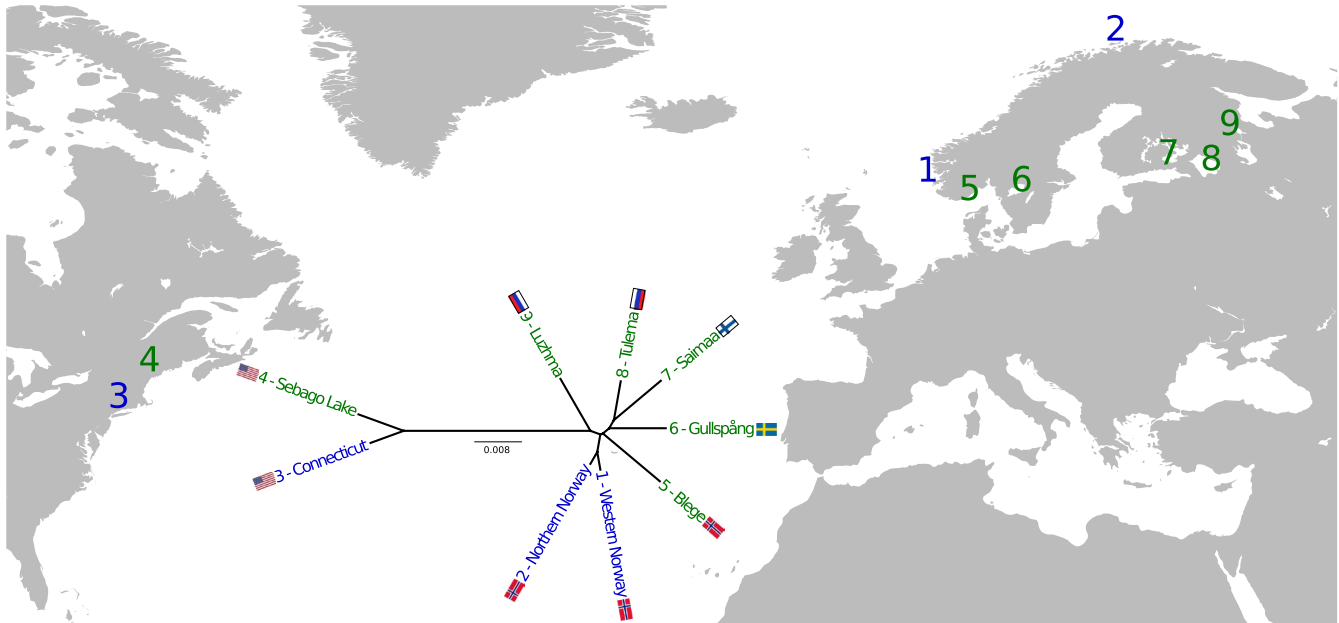 2
9
7
8
1
5
6
9 - Luzhma
8 - Tulema
7 - Saimaa
4
4 - Sebago Lake
3
6 - Gullspång
0.008
3 - Connecticut
5 - Blege
2 - Northern Norway
1 - Western Norway